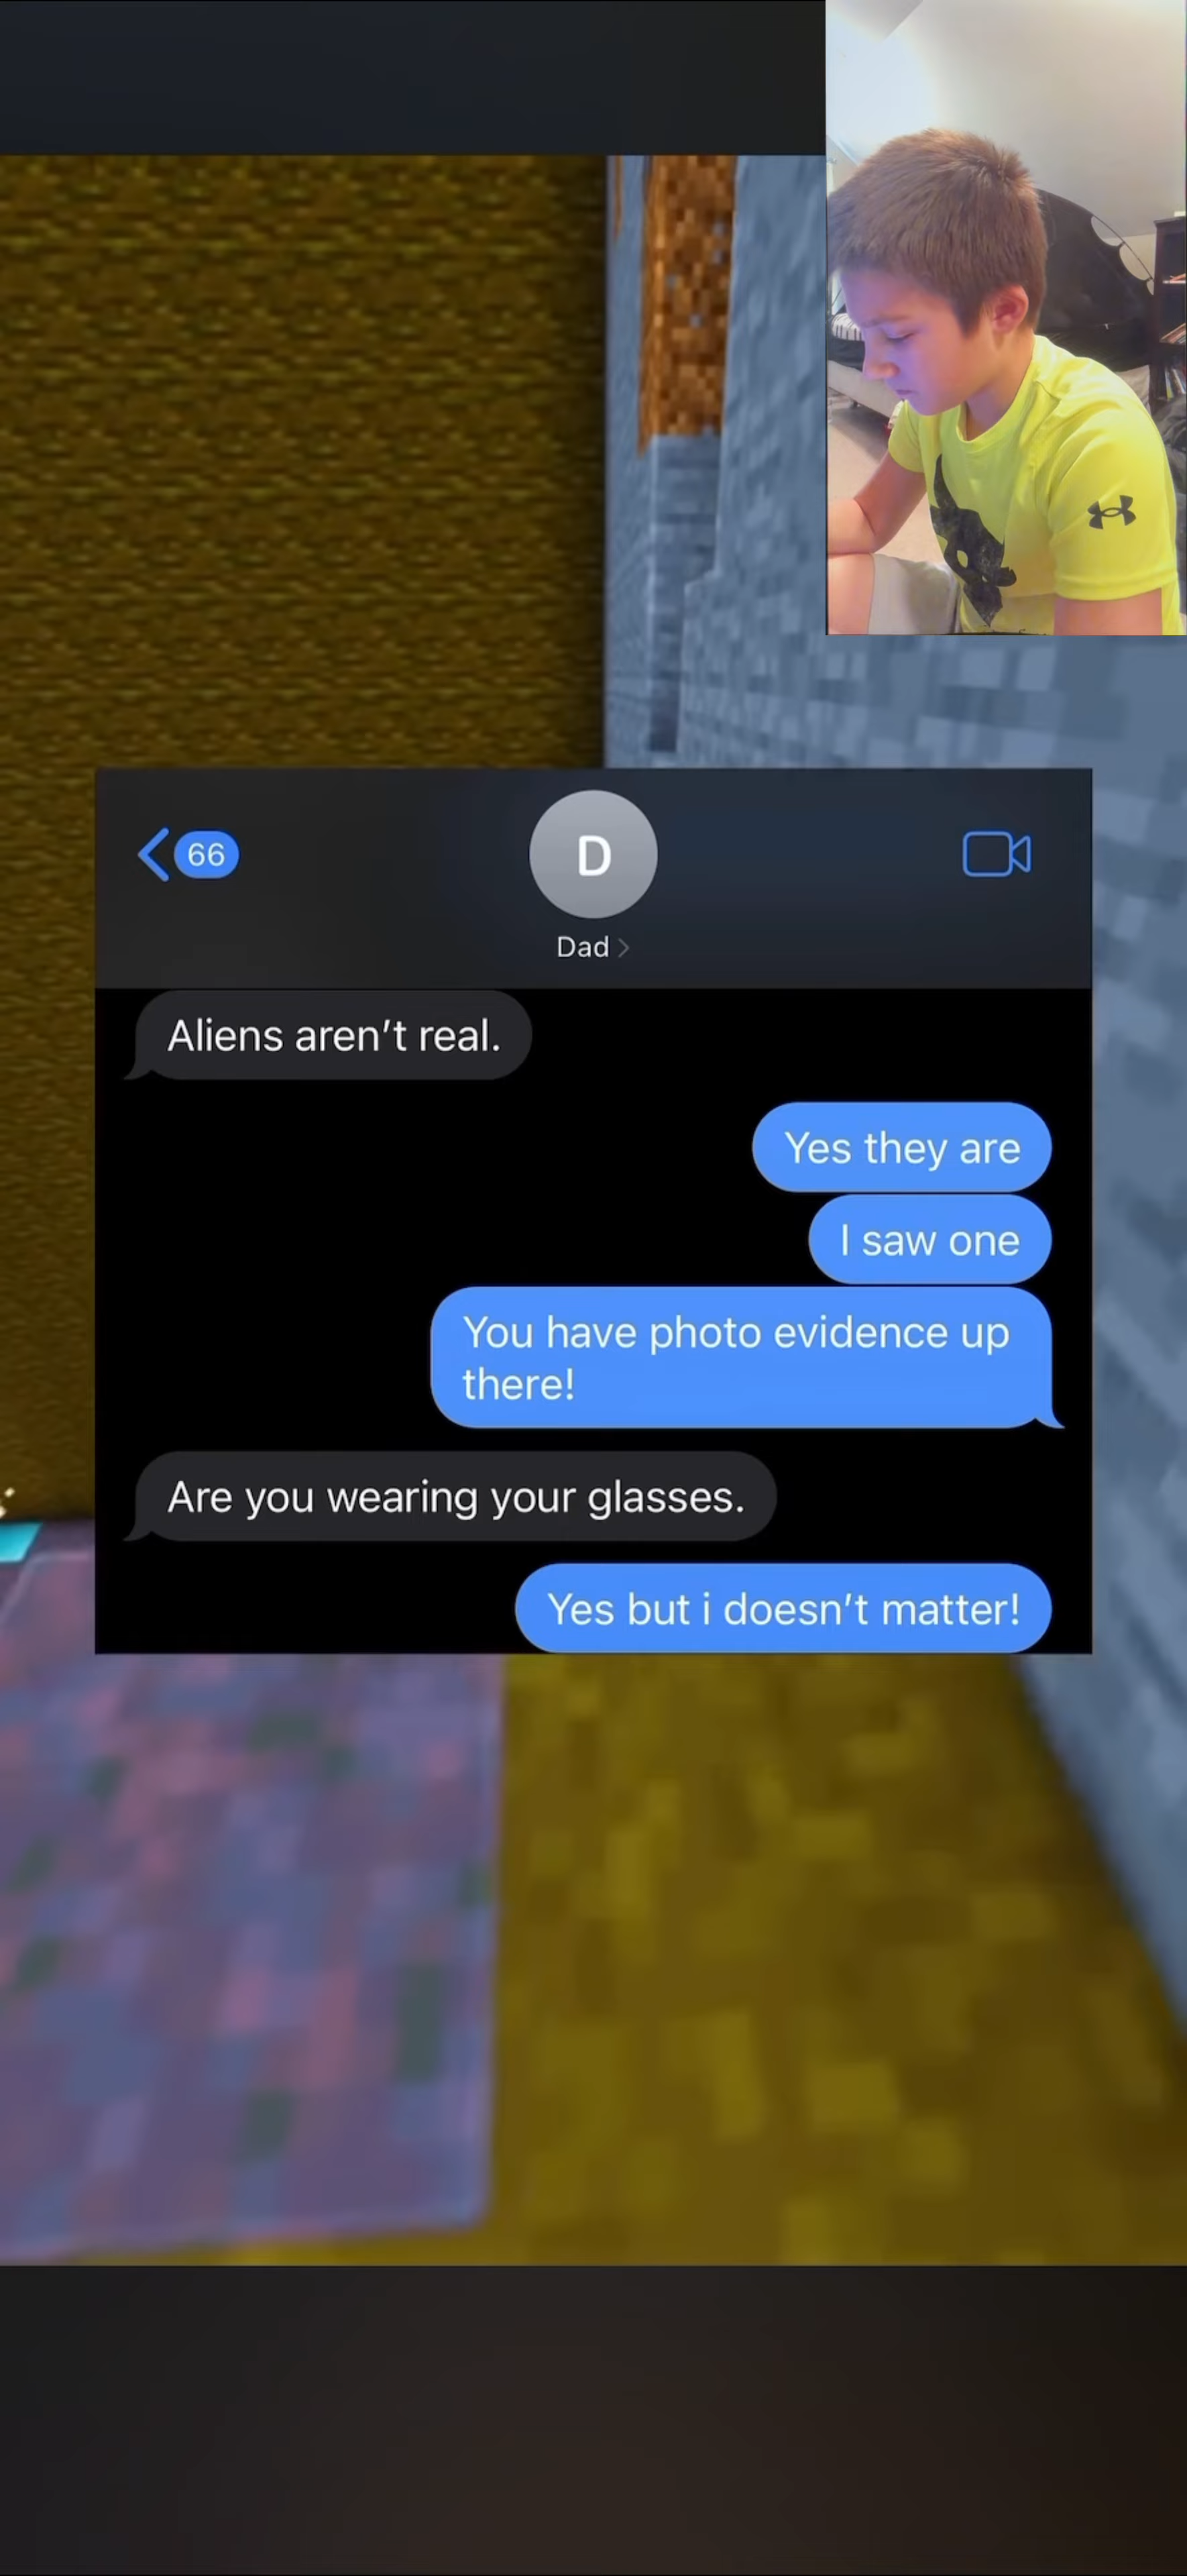 66
D
Dad
Aliens aren’t real.
Yes they are
I saw one
You have photo evidence up
there!
Are you wearing your glasses.
Yes but i doesn’t matter!